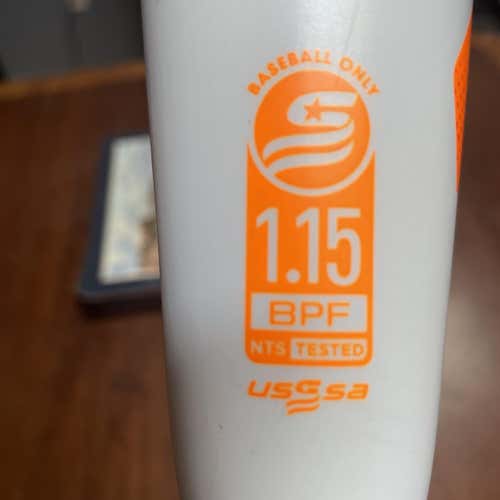 BASEBALL ONLY
1.15
BPF
NTS TESTED
usssa